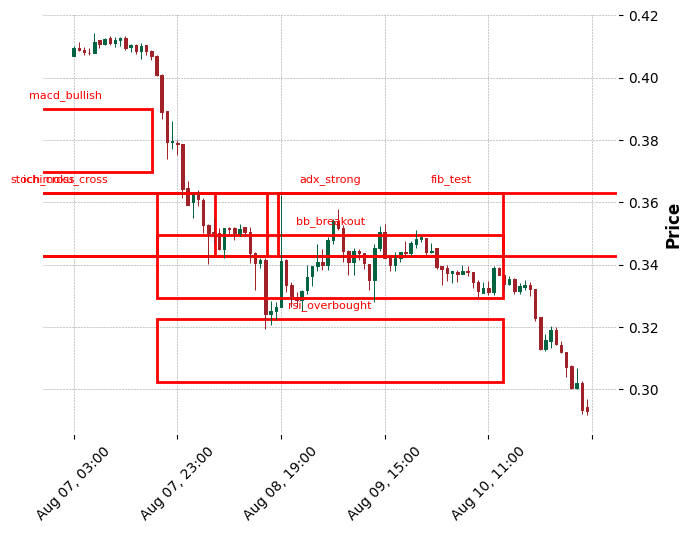 0.42
0.40
macd_bullish
0.38
adx_strong
fib_test
0.36
bb_breakout
Price
0.34
rsi_overbought
0.32
0.30
Aug 07, 03:00
Aug 07, 23:00
Aug 08, 19:00
Aug 09, 15:00
Aug 10, 11:00